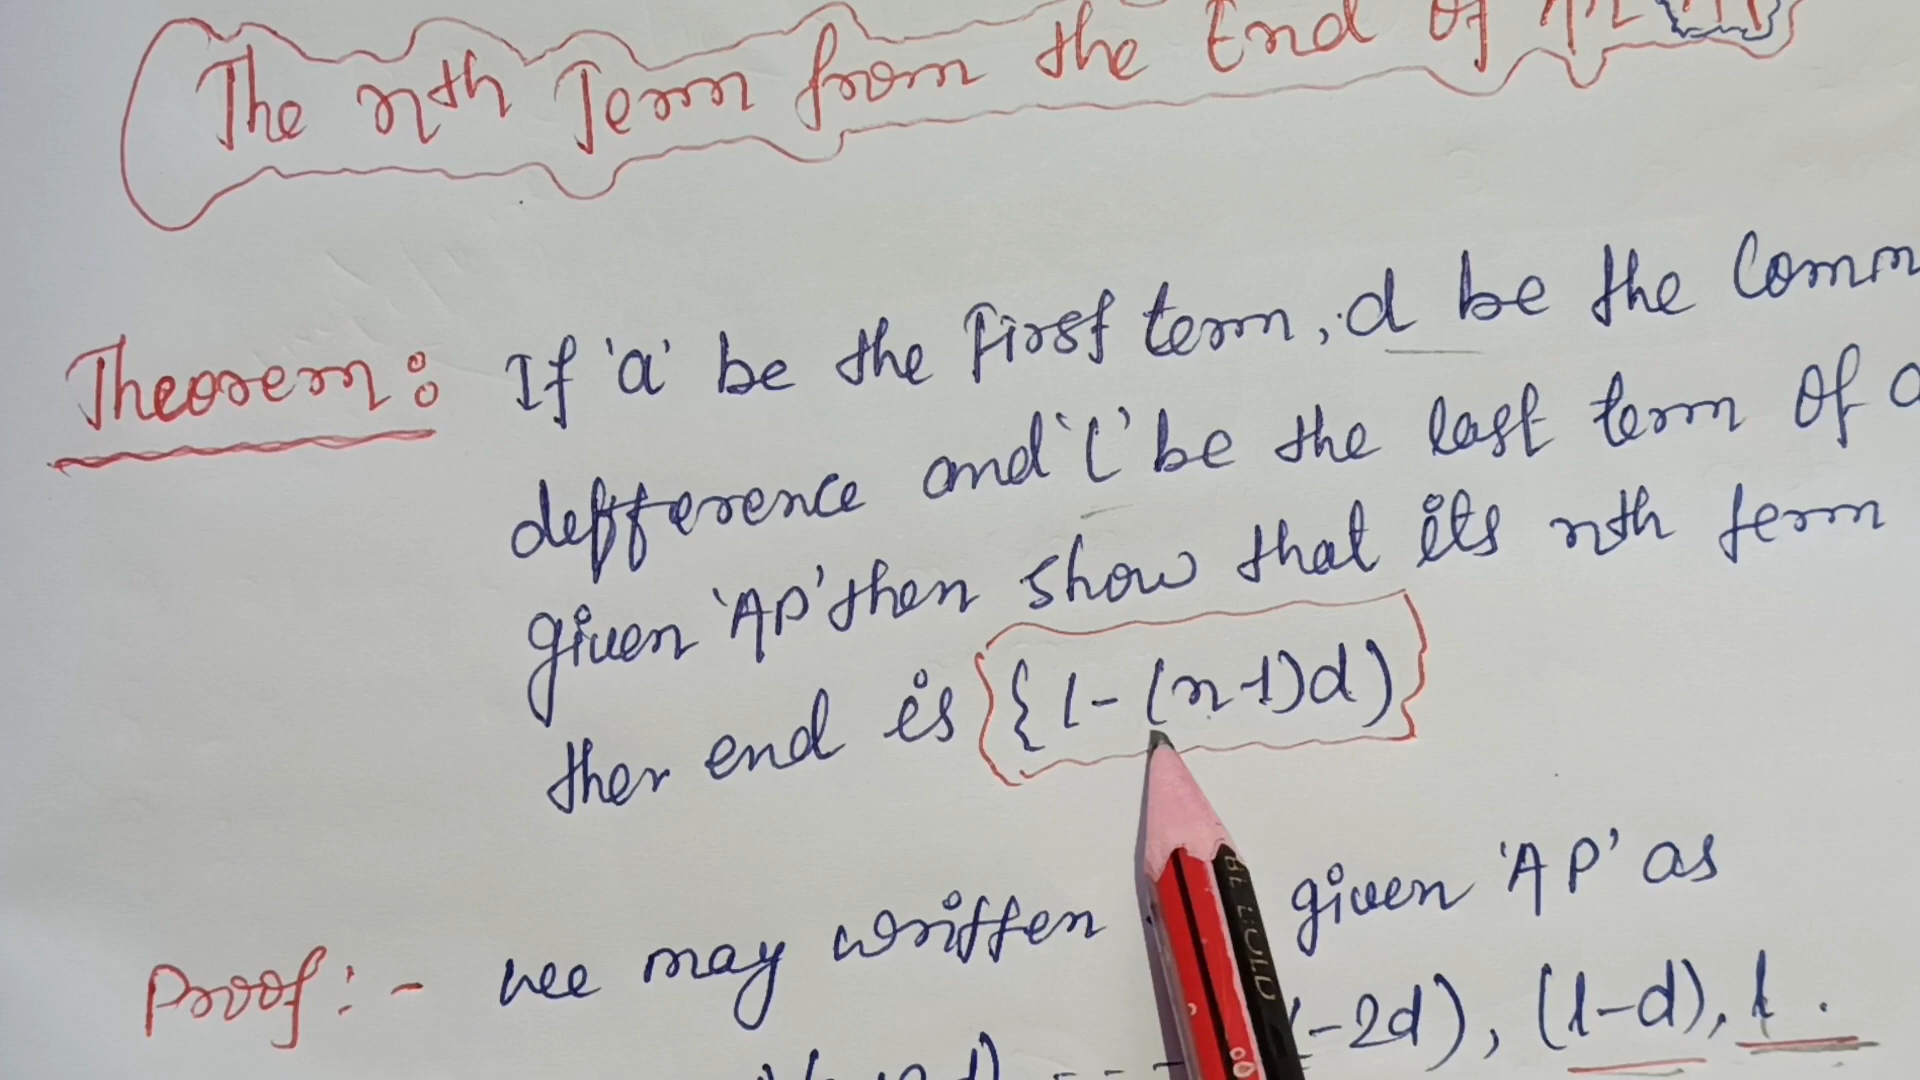 The nth Term from the End of
Theorem: If 'a' be the first term, d be the Comm
defference and 'l' be the last term of a
given 'AP' then show that its nth term
ther end is {l-(n-1)d}
Proof:- wee may written given 'AP' as
-2d), (l-d), l.